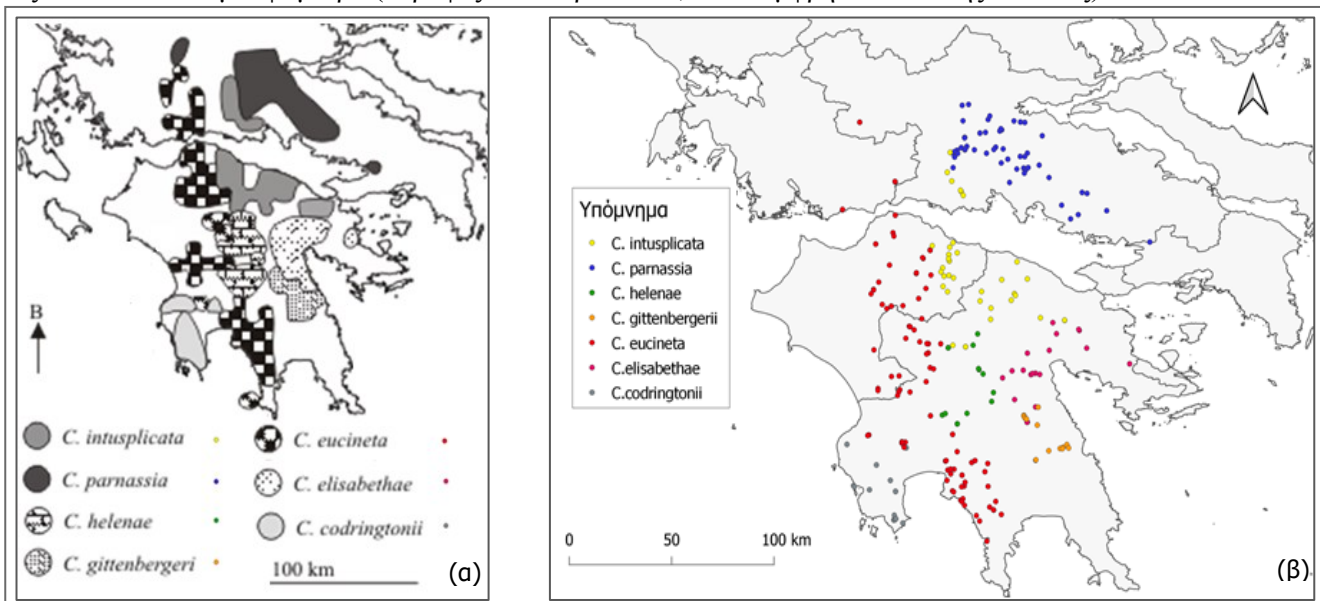 B
C. intusplicata
C. eucineta
C. parnassia
C. elisabethae
C. helenae
C. codringtonii
C. gittenbergeri
100 km
(α)
Υπόμνημα
C. intusplicata
C. parnassia
C. helenae
C. gittenbergerii
C. eucineta
C.elisabethae
C.codringtonii
0 50 100 km
(β)